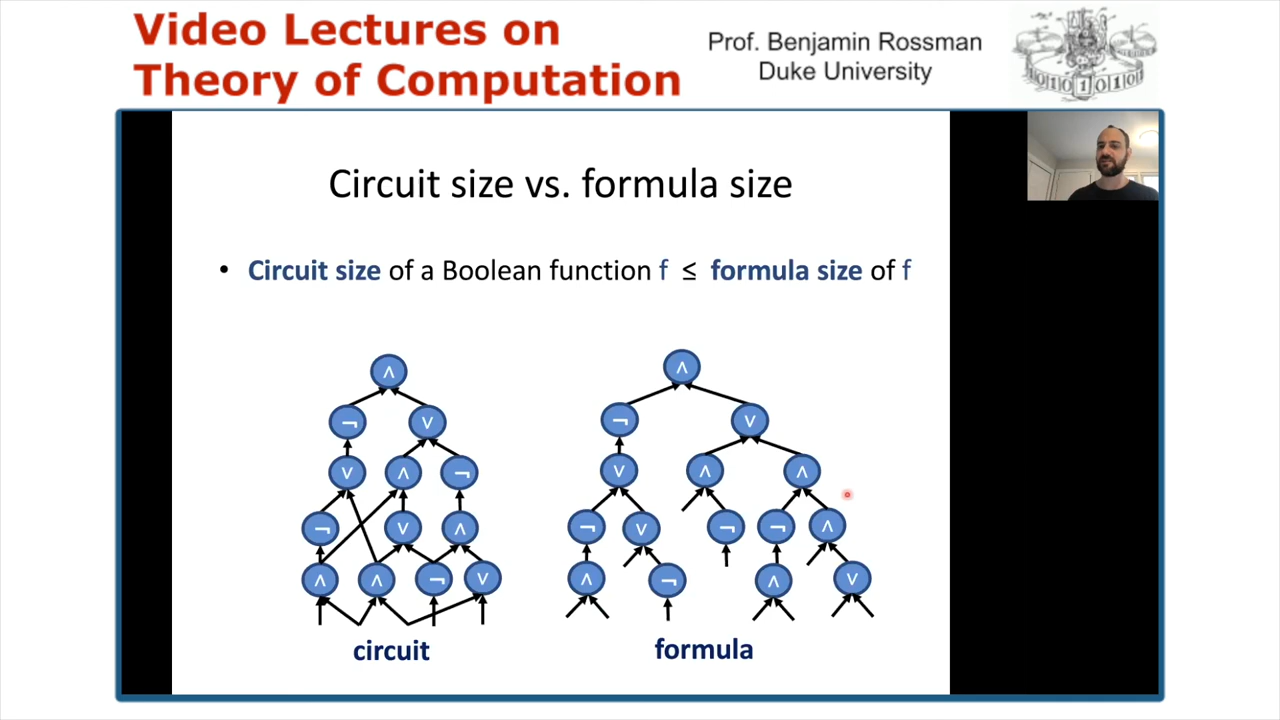 Video Lectures on
Theory of Computation
Prof. Benjamin Rossman
Duke University
Circuit size vs. formula size
• Circuit size of a Boolean function f ≤ formula size of f
∧ ∧
¬ ∨ ¬ ∨
∨ ∧ ¬ ∨ ∧ ∧
¬ ∨ ∧ ¬ ∨ ¬ ¬ ∧
∧ ∧ ¬ ∨ ∧ ¬ ∧ ∨
circuit
formula